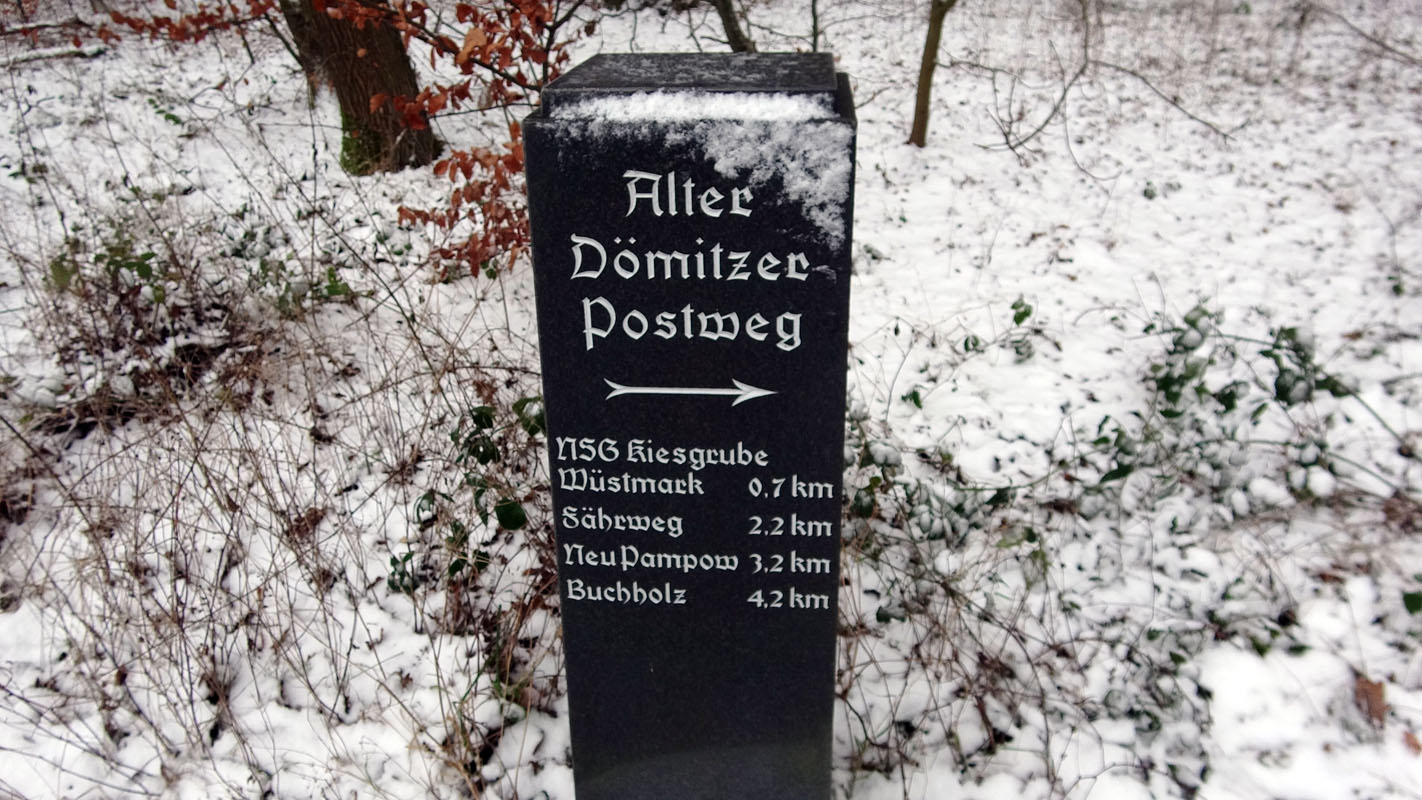 Alter
Dömitzer
Postweg
NSG Kiesgrube
Wüstmark 0,7 km
Fährweg 2,2 km
Neu Pampow 3,2 km
Buchholz 4,2 km